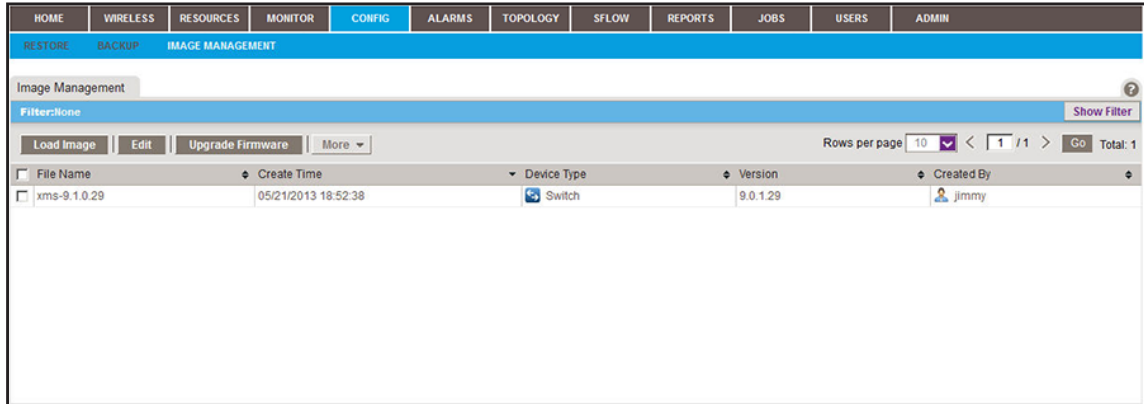 HOME WIRELESS RESOURCES MONITOR CONFIG ALARMS TOPOLOGY SFLOW REPORTS JOBS USERS ADMIN
RESTORE BACKUP IMAGE MANAGEMENT
Image Management ?
Filter:None Show Filter
Load Image Edit Upgrade Firmware More Rows per page 10 < 1 / 1 > Go Total: 1
File Name Create Time Device Type Version Created By
xms-9.1.0.29 05/21/2013 18:52:38 Switch 9.0.1.29 jimmy